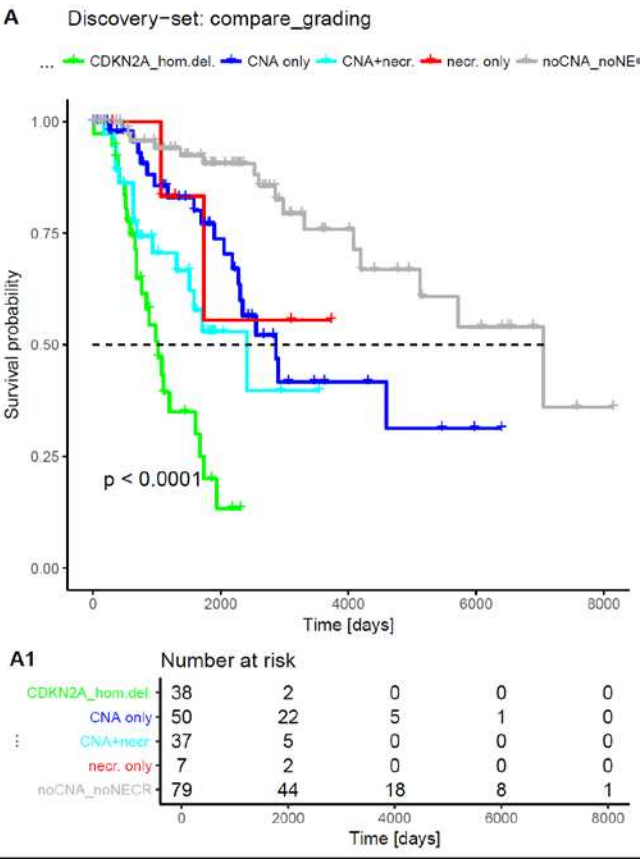 A Discovery-set: compare_grading
... CDKN2A_hom.del. CNA only CNA+necr. necr. only noCNA_noNE
1.00
0.75
0.50
0.25
0.00
Survival probability
p < 0.0001
0 2000 4000 6000 8000
Time [days]
A1 Number at risk
CDKN2A_hom.del. 38 2 0 0 0
CNA only 50 22 5 1 0
CNA+necr. 37 5 0 0 0
necr. only 7 2 0 0 0
noCNA_noNECR 79 44 18 8 1
...
0 2000 4000 6000 8000
Time [days]